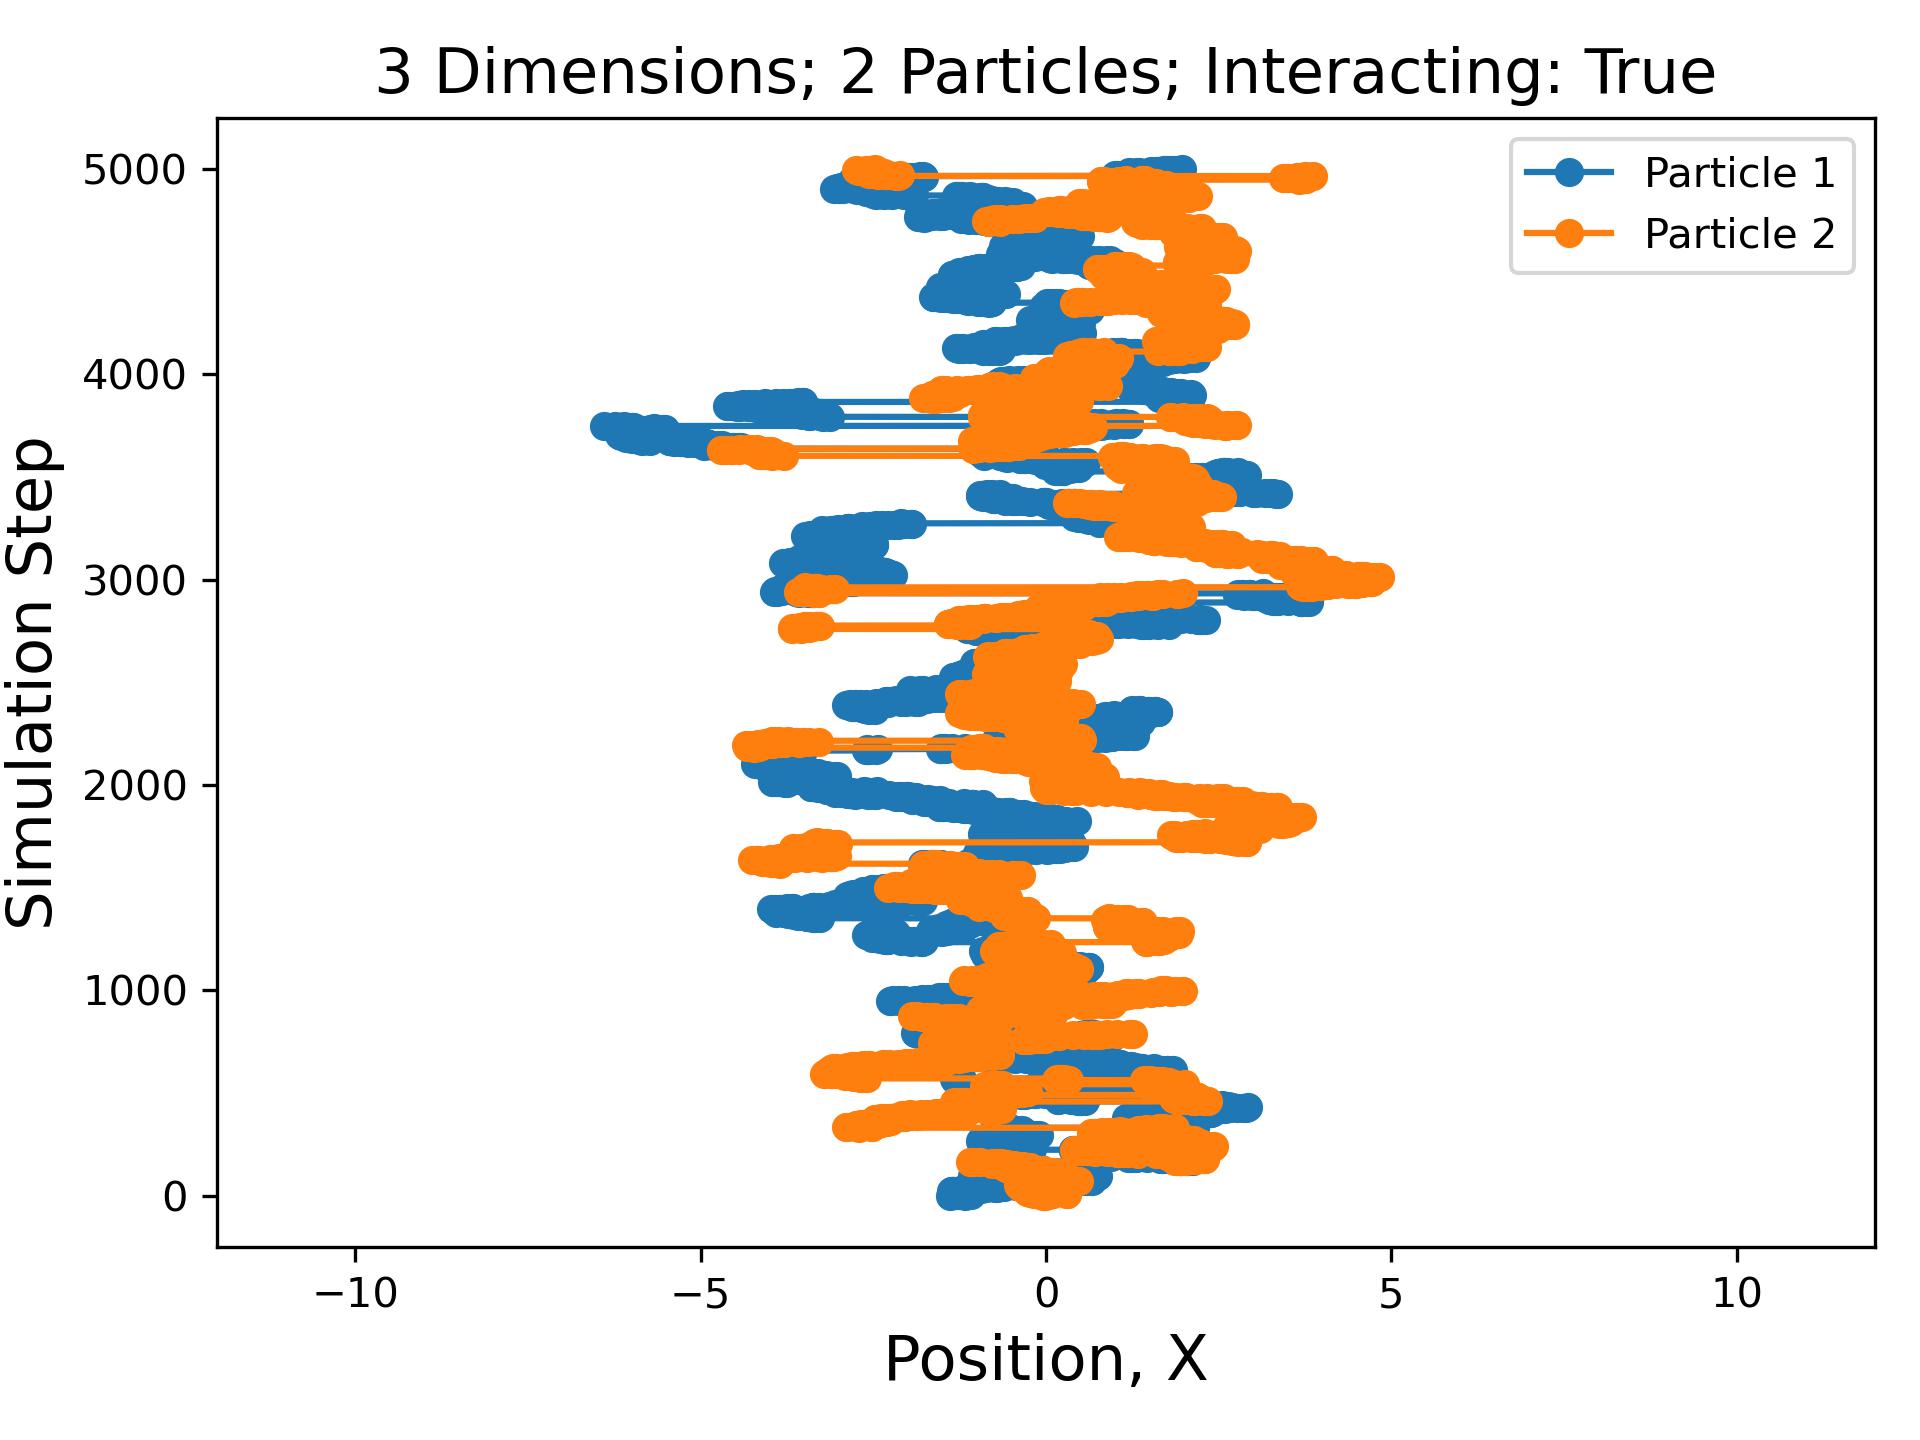 3 Dimensions; 2 Particles; Interacting: True
Particle 1
Particle 2
Simulation Step
5000
4000
3000
2000
1000
0
−10
−5
0
5
10
Position, X